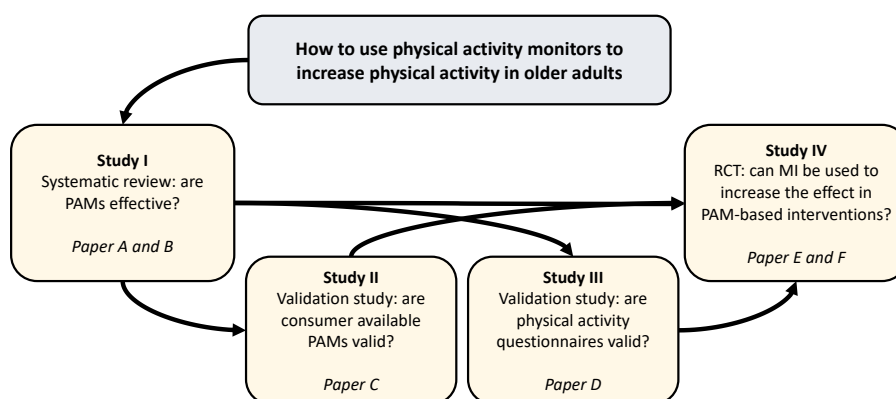 How to use physical activity monitors to
increase physical activity in older adults
Study I
Systematic review: are
PAMs effective?
Paper A and B
Study II
Validation study: are
consumer available
PAMs valid?
Paper C
Study III
Validation study: are
physical activity
questionnaires valid?
Paper D
Study IV
RCT: can MI be used to
increase the effect in
PAM-based interventions?
Paper E and F